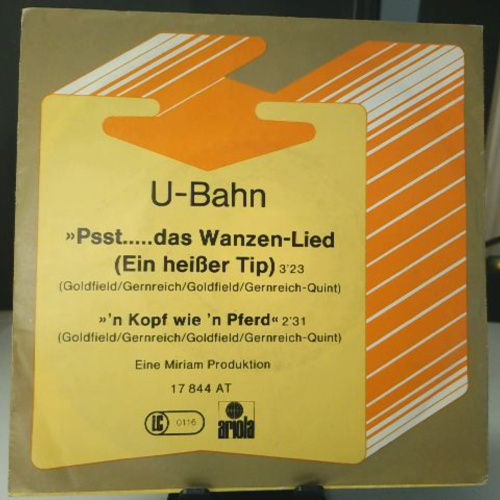 U-Bahn
»Psst.....das Wanzen-Lied
(Ein heißer Tip) 3'23
(Goldfield/Gernreich/Goldfield/Gernreich-Quint)
»'n Kopf wie 'n Pferd« 2'31
(Goldfield/Gernreich/Goldfield/Gernreich-Quint)
Eine Miriam Produktion
17 844 AT
LC 0116
ariola